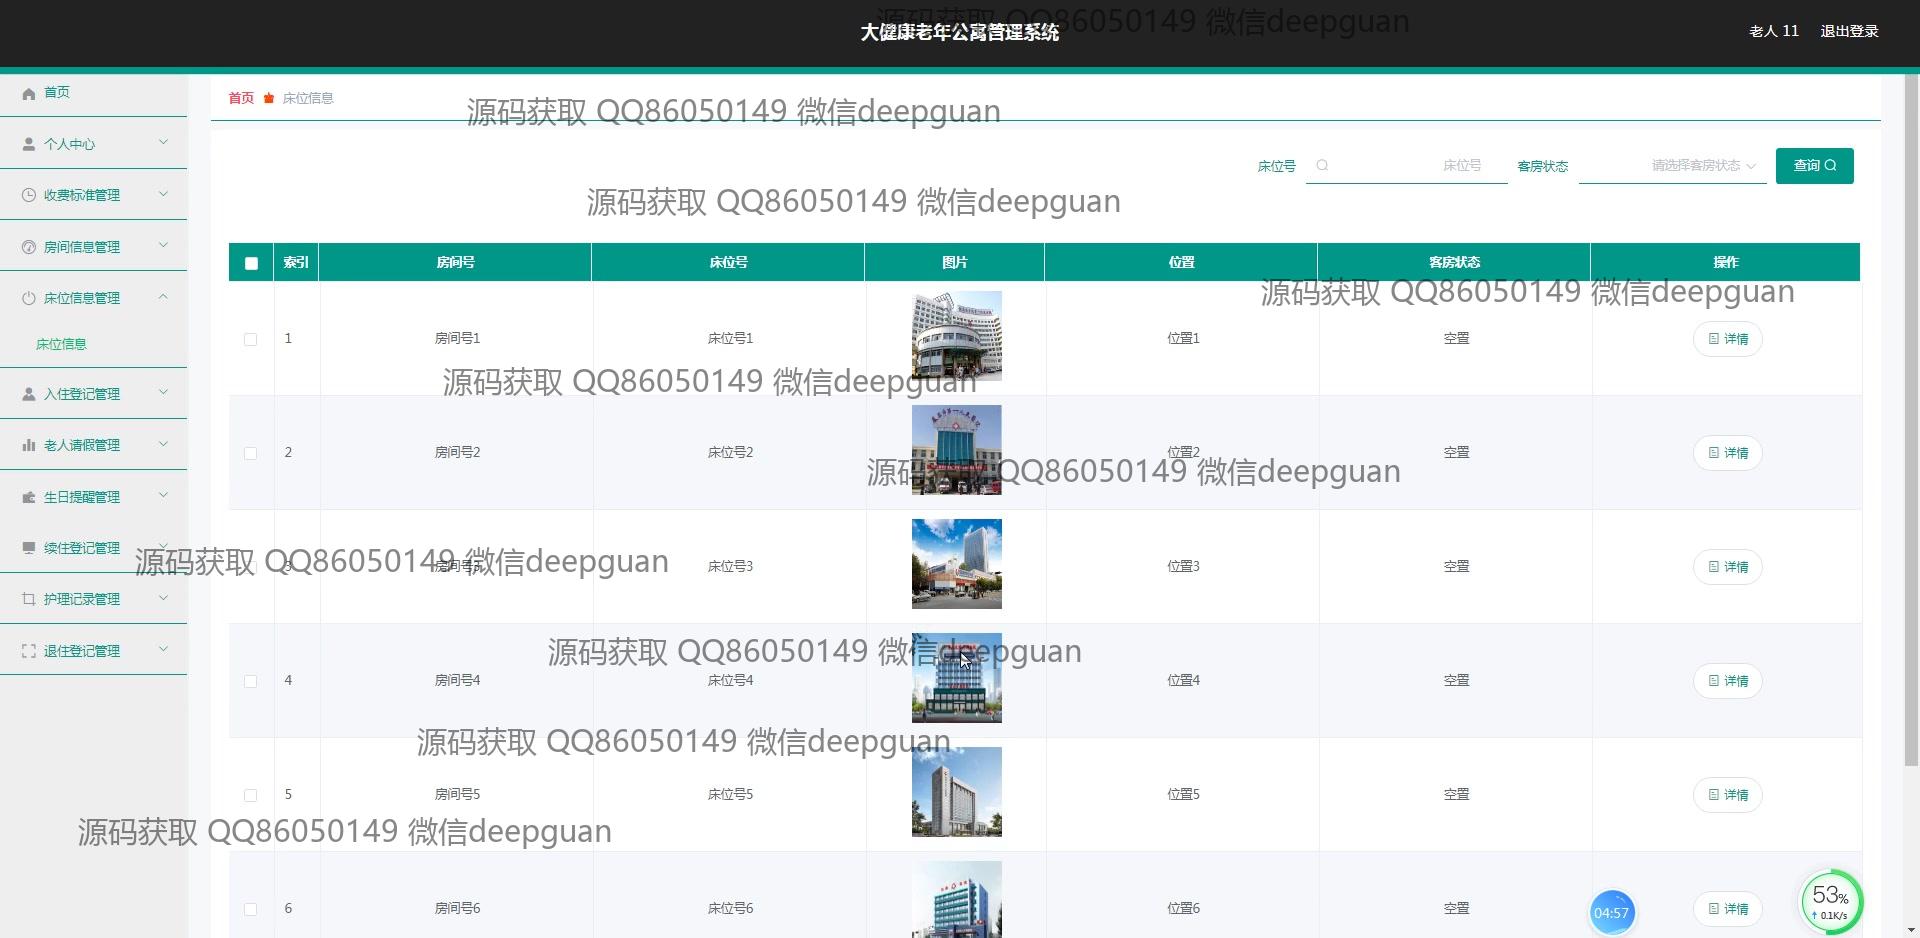 大健康老年公寓管理系统
源码获取 QQ86050149 微信deepguan
老人 11 退出登录
首页
个人中心
收费标准管理
房间信息管理
床位信息管理
床位信息
入住登记管理
老人请假管理
生日提醒管理
续住登记管理
护理记录管理
退住登记管理
首页 床位信息
源码获取 QQ86050149 微信deepguan
床位号 床位号 客房状态 请选择客房状态 查询
源码获取 QQ86050149 微信deepguan
索引 房间号 床位号 图片 位置 客房状态 操作
源码获取 QQ86050149 微信deepguan
1 房间号1 床位号1 位置1 空置 详情
源码获取 QQ86050149 微信deepguan
2 房间号2 床位号2 位置2 空置 详情
源码获取 QQ86050149 微信deepguan
3 房间号3 床位号3 位置3 空置 详情
源码获取 QQ86050149 微信deepguan
源码获取 QQ86050149 微信deepguan
4 房间号4 床位号4 位置4 空置 详情
源码获取 QQ86050149 微信deepguan
5 房间号5 床位号5 位置5 空置 详情
源码获取 QQ86050149 微信deepguan
6 房间号6 床位号6 位置6 空置 详情
04:57
53%
0.1K/s